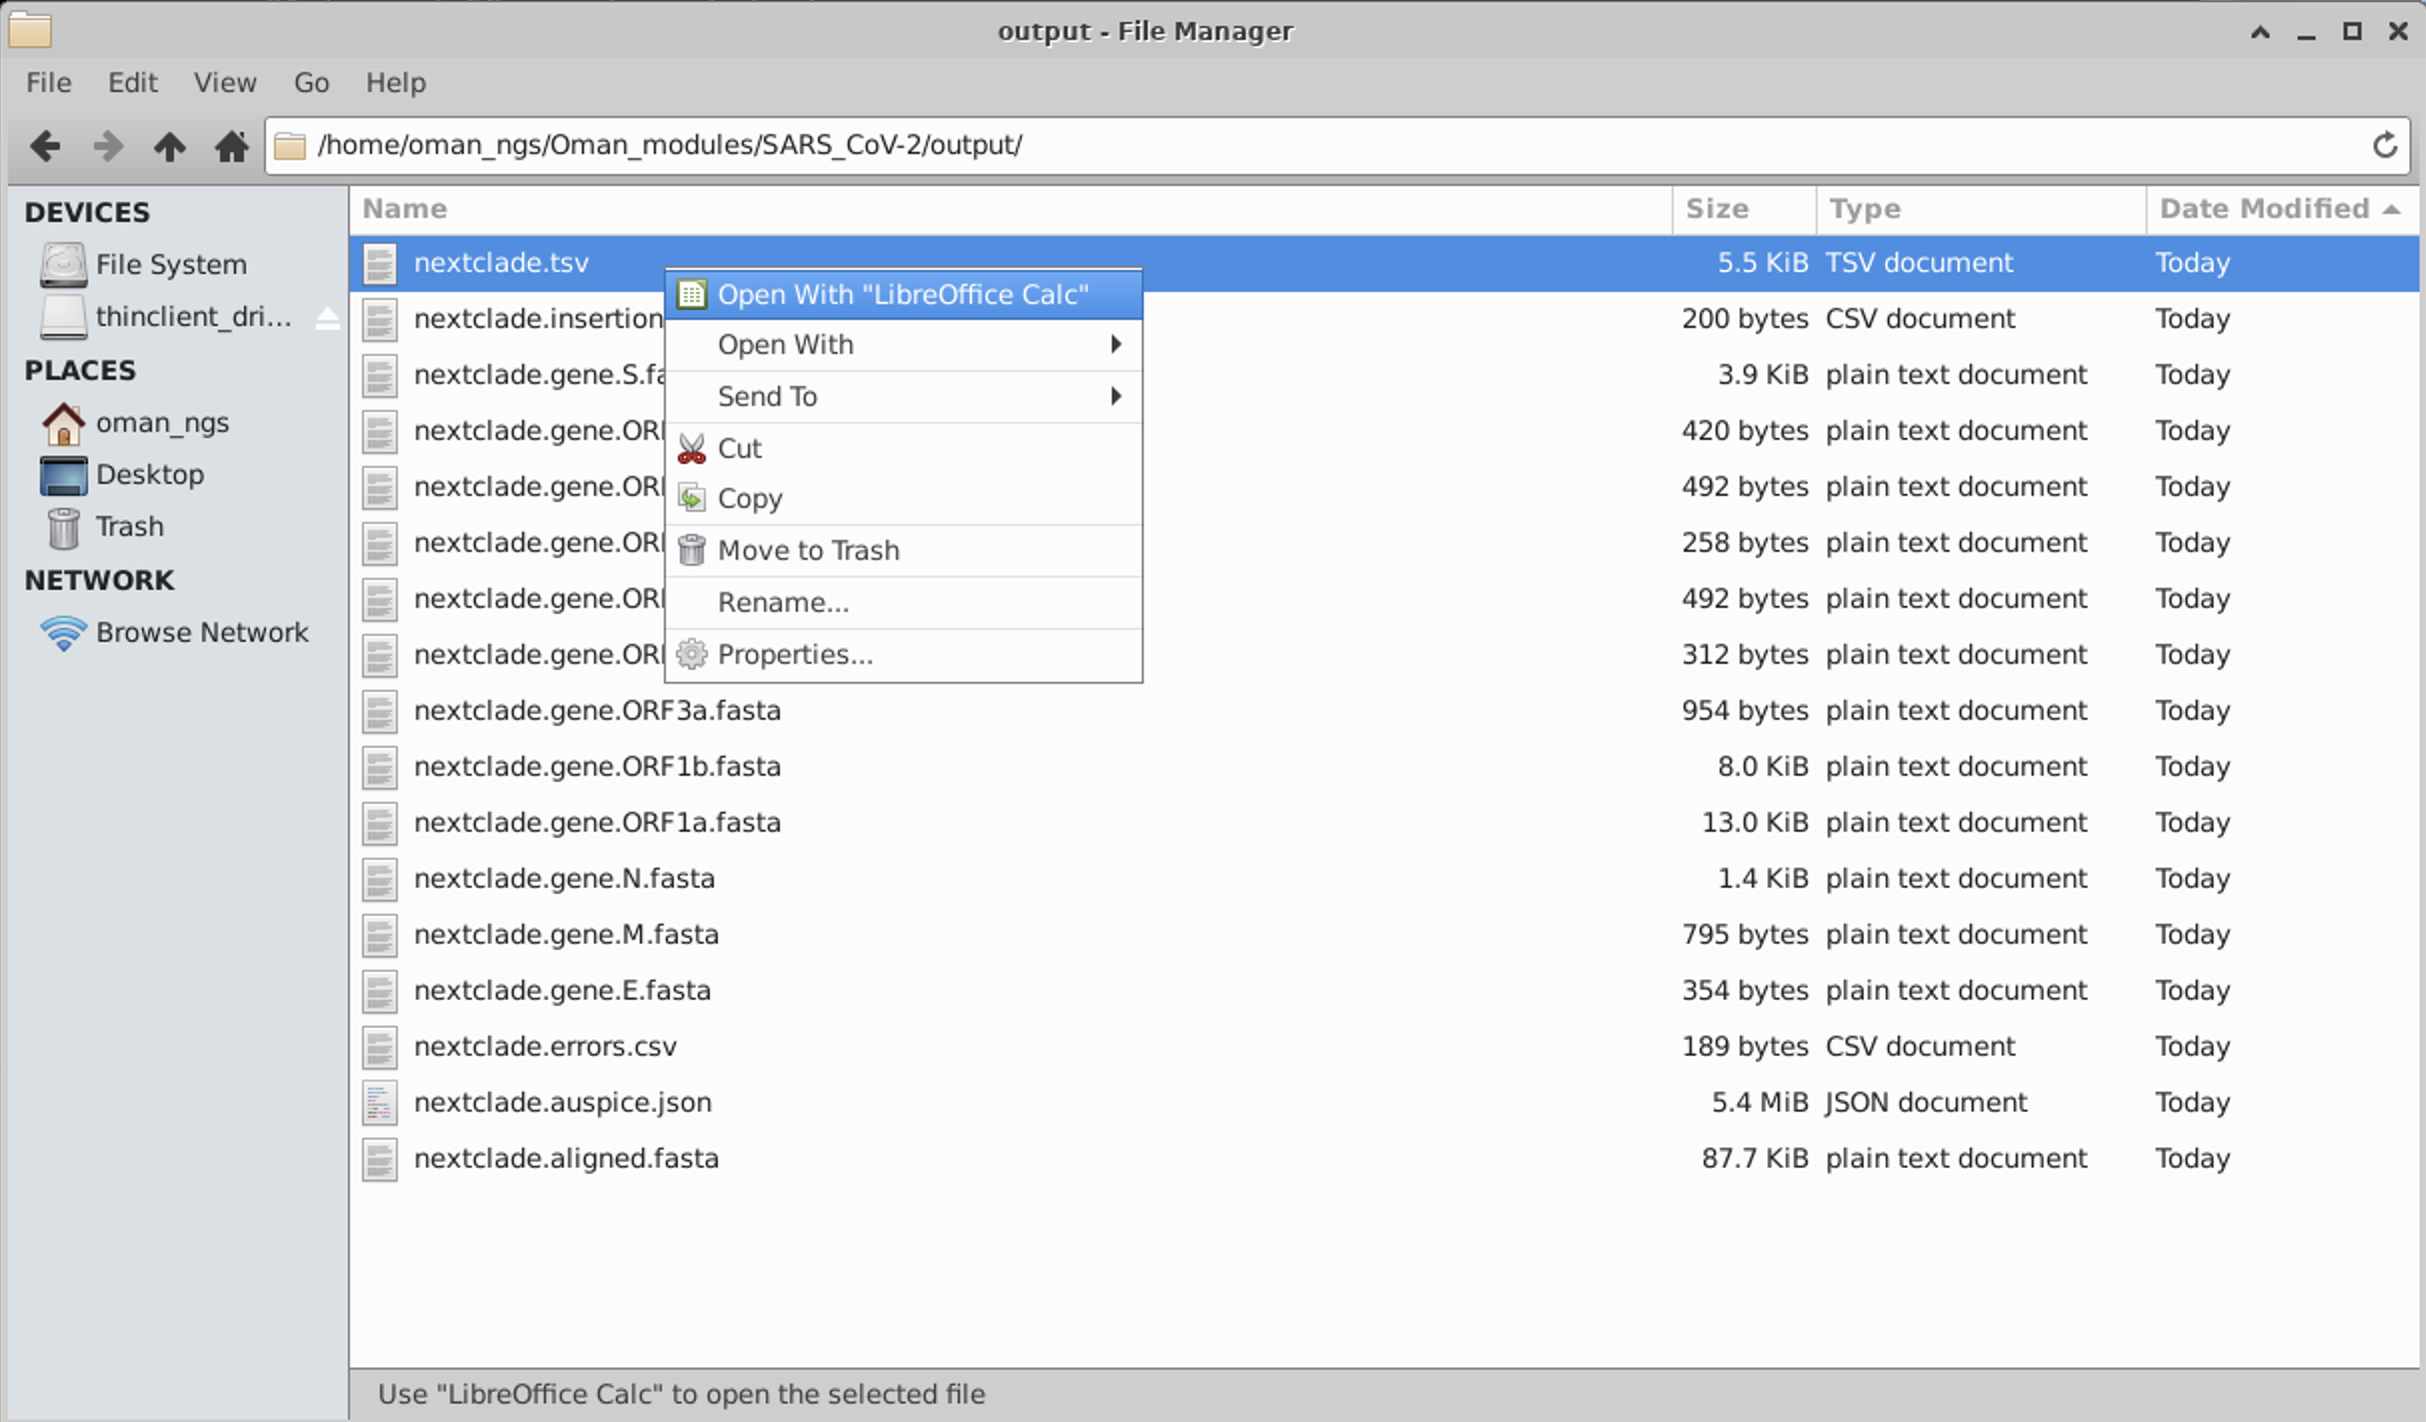 output - File Manager
File Edit View Go Help
/home/oman_ngs/Oman_modules/SARS_CoV-2/output/
DEVICES
File System
thinclient_dri...
PLACES
oman_ngs
Desktop
Trash
NETWORK
Browse Network
Name Size Type Date Modified
nextclade.tsv 5.5 KiB TSV document Today
nextclade.insertion 200 bytes CSV document Today
nextclade.gene.S.fa 3.9 KiB plain text document Today
nextclade.gene.ORF 420 bytes plain text document Today
nextclade.gene.ORF 492 bytes plain text document Today
nextclade.gene.ORF 258 bytes plain text document Today
nextclade.gene.ORF 492 bytes plain text document Today
nextclade.gene.ORF 312 bytes plain text document Today
nextclade.gene.ORF3a.fasta 954 bytes plain text document Today
nextclade.gene.ORF1b.fasta 8.0 KiB plain text document Today
nextclade.gene.ORF1a.fasta 13.0 KiB plain text document Today
nextclade.gene.N.fasta 1.4 KiB plain text document Today
nextclade.gene.M.fasta 795 bytes plain text document Today
nextclade.gene.E.fasta 354 bytes plain text document Today
nextclade.errors.csv 189 bytes CSV document Today
nextclade.auspice.json 5.4 MiB JSON document Today
nextclade.aligned.fasta 87.7 KiB plain text document Today
Open With "LibreOffice Calc"
Open With
Send To
Cut
Copy
Move to Trash
Rename...
Properties...
Use "LibreOffice Calc" to open the selected file